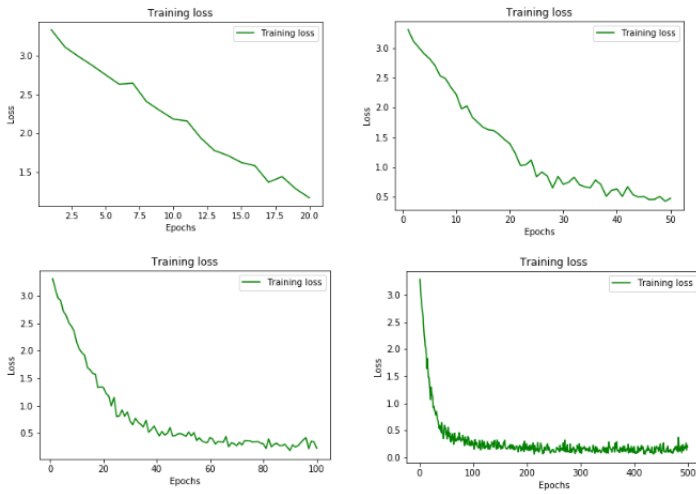 Training loss
Training loss
3.0
2.5
2.0
1.5
Loss
2.5 5.0 7.5 10.0 12.5 15.0 17.5 20.0
Epochs
Training loss
Training loss
3.0
2.5
2.0
1.5
1.0
0.5
Loss
0 10 20 30 40 50
Epochs
Training loss
Training loss
3.0
2.5
2.0
1.5
1.0
0.5
Loss
0 20 40 60 80 100
Epochs
Training loss
Training loss
3.0
2.5
2.0
1.5
1.0
0.5
0.0
Loss
0 100 200 300 400 500
Epochs